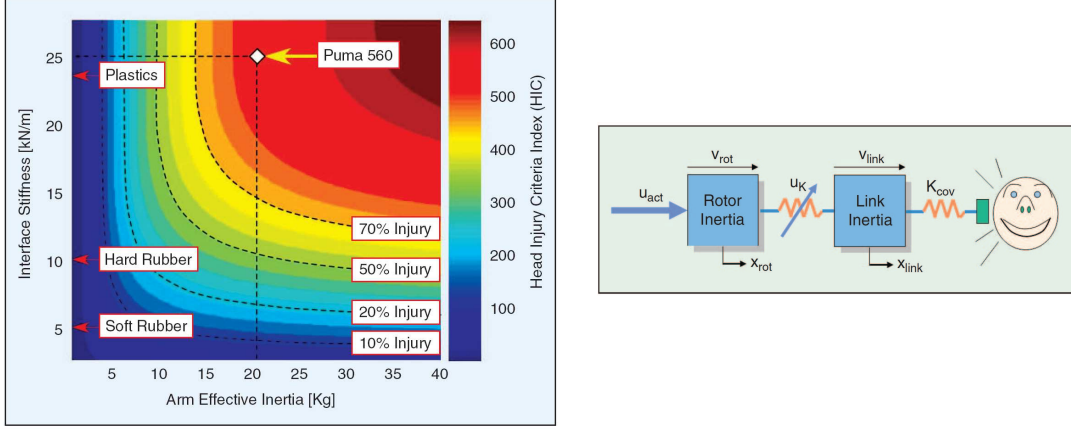 25
20
15
10
5
Interface Stiffness [kN/m]
Puma 560
Plastics
Hard Rubber
Soft Rubber
70% Injury
50% Injury
20% Injury
10% Injury
5 10 15 20 25 30 35 40
Arm Effective Inertia [Kg]
600
500
400
300
200
100
Head Injury Criteria Index (HIC)
v_rot
v_link
u_act
u_K
K_cov
Rotor
Inertia
Link
Inertia
x_rot
x_link